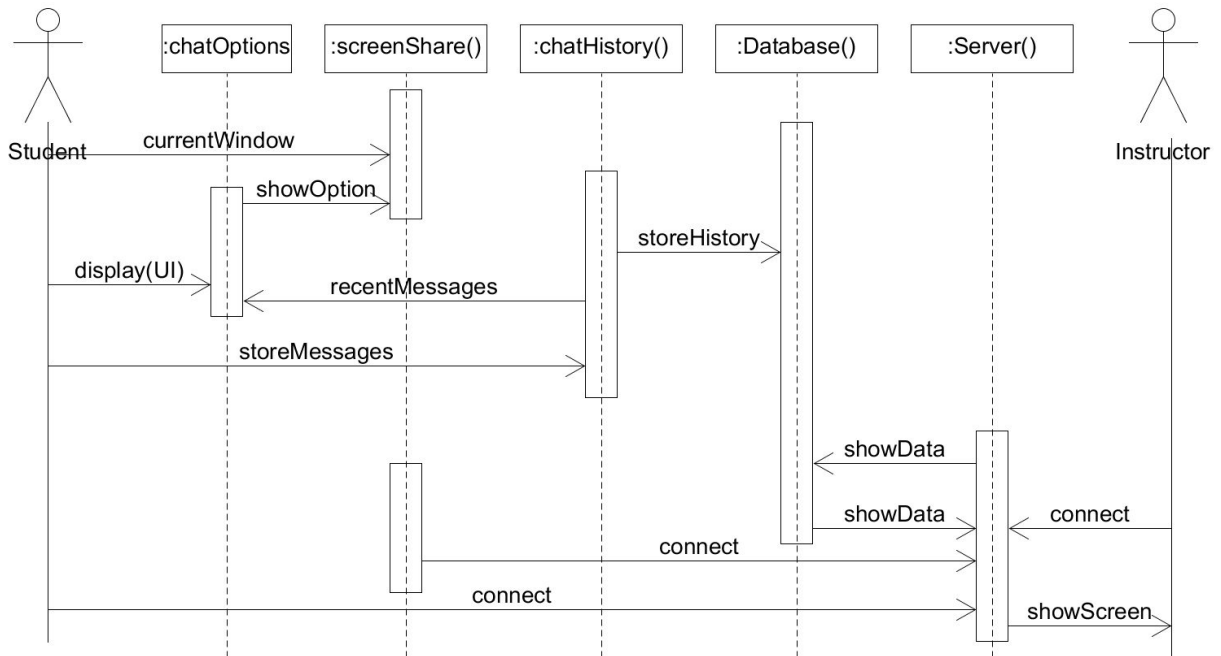 :chatOptions
:screenShare()
:chatHistory()
:Database()
:Server()
Student
Instructor
currentWindow
showOption
storeHistory
display(UI)
recentMessages
storeMessages
showData
showData
connect
connect
connect
showScreen